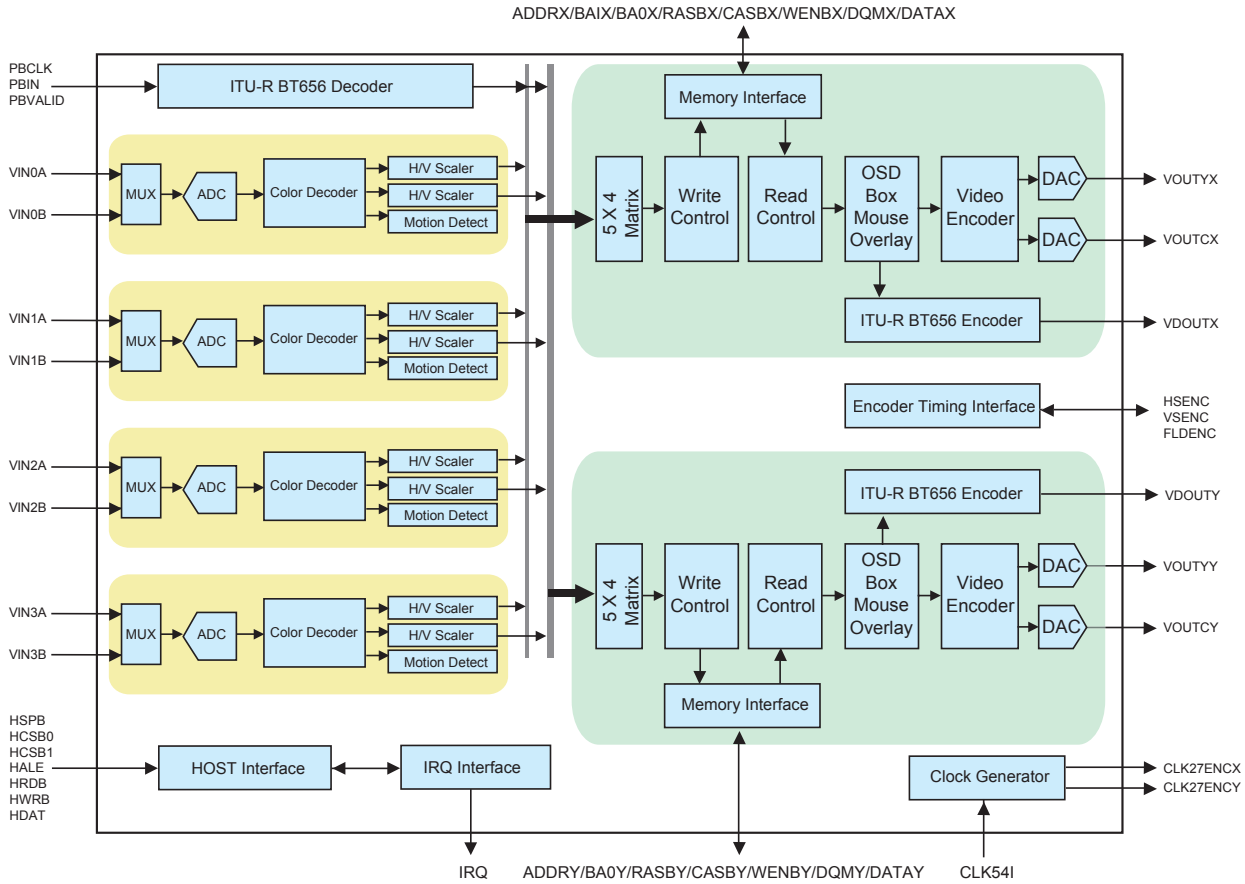 ADDRX/BAIX/BA0X/RASBX/CASBX/WENBX/DQMX/DATAX
PBCLK
PBIN
PBVALID
ITU-R BT656 Decoder
VIN0A
VIN0B
MUX
ADC
Color Decoder
H/V Scaler
H/V Scaler
Motion Detect
VIN1A
VIN1B
MUX
ADC
Color Decoder
H/V Scaler
H/V Scaler
Motion Detect
VIN2A
VIN2B
MUX
ADC
Color Decoder
H/V Scaler
H/V Scaler
Motion Detect
VIN3A
VIN3B
MUX
ADC
Color Decoder
H/V Scaler
H/V Scaler
Motion Detect
HSPB
HCSB0
HCSB1
HALE
HRDB
HWRB
HDAT
HOST Interface
IRQ Interface
IRQ
Memory Interface
5 X 4
Matrix
Write
Control
Read
Control
OSD
Box
Mouse
Overlay
Video
Encoder
DAC
DAC
VOUTYX
VOUTCX
ITU-R BT656 Encoder
VDOUTX
Encoder Timing Interface
HSENC
VSENC
FLDENC
ITU-R BT656 Encoder
VDOUTY
5 X 4
Matrix
Write
Control
Read
Control
OSD
Box
Mouse
Overlay
Video
Encoder
DAC
DAC
VOUTYY
VOUTCY
Memory Interface
Clock Generator
CLK27ENCX
CLK27ENCY
ADDRY/BA0Y/RASBY/CASBY/WENBY/DQMY/DATAY
CLK54I